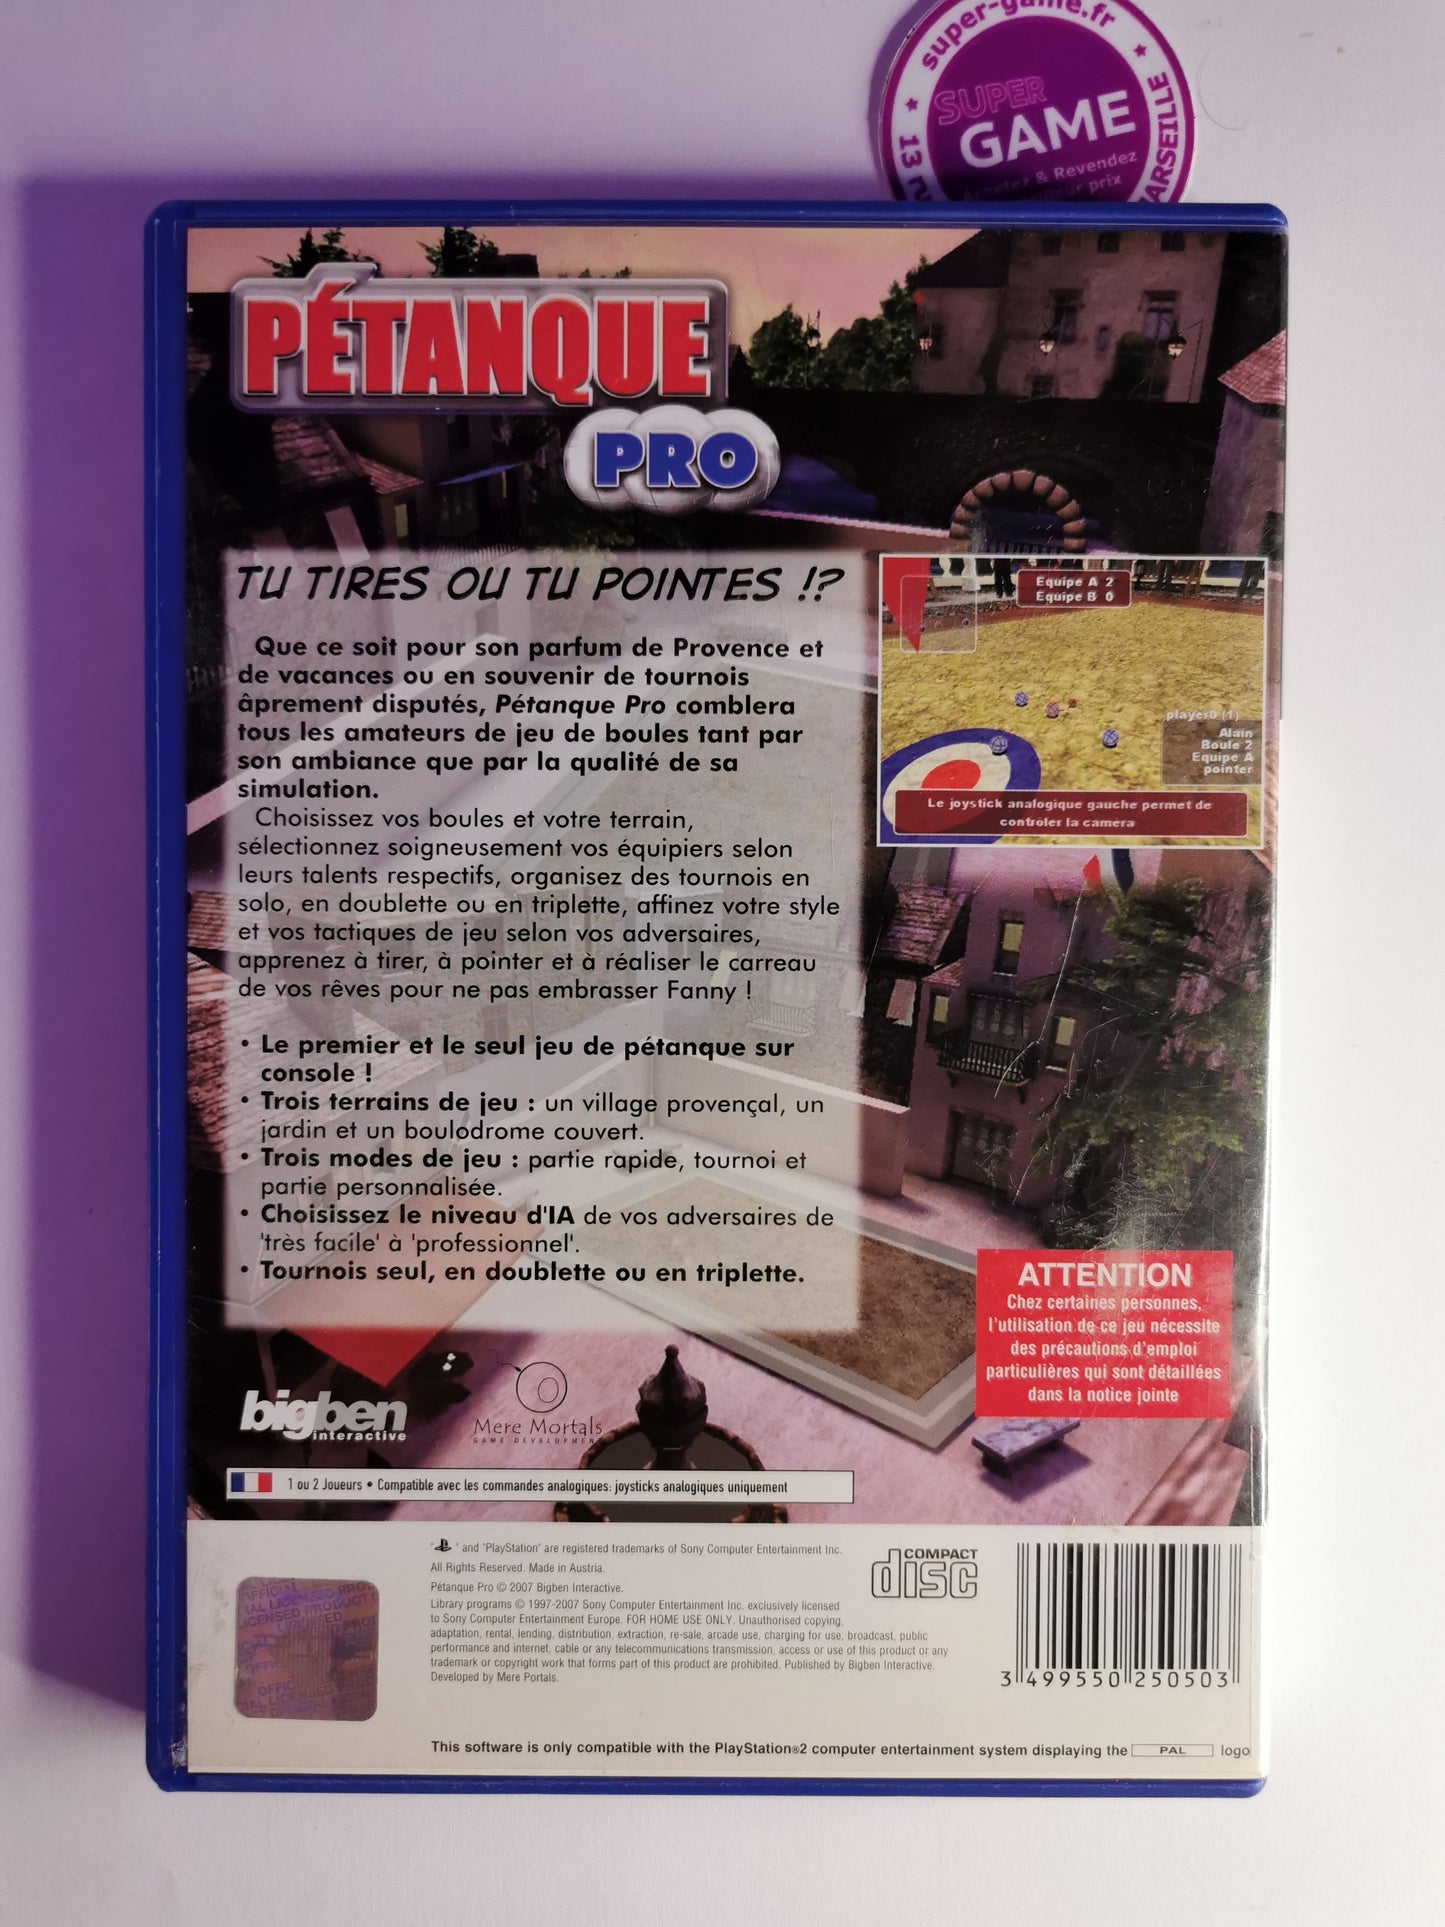 super-game.fr
SUPER
GAME
Achetez & Revendez
prix
13
MARSEILLE
PÉTANQUE
PRO
TU TIRES OU TU POINTES !?
Que ce soit pour son parfum de Provence et
de vacances ou en souvenir de tournois
âprement disputés, Pétanque Pro comblera
tous les amateurs de jeu de boules tant par
son ambiance que par la qualité de sa
simulation.
Choisissez vos boules et votre terrain,
sélectionnez soigneusement vos équipiers selon
leurs talents respectifs, organisez des tournois en
solo, en doublette ou en triplette, affinez votre style
et vos tactiques de jeu selon vos adversaires,
apprenez à tirer, à pointer et à réaliser le carreau
de vos rêves pour ne pas embrasser Fanny !
• Le premier et le seul jeu de pétanque sur
console !
• Trois terrains de jeu : un village provençal, un
jardin et un boulodrome couvert.
• Trois modes de jeu : partie rapide, tournoi et
partie personnalisée.
• Choisissez le niveau d'IA de vos adversaires de
'très facile' à 'professionnel'.
• Tournois seul, en doublette ou en triplette.
Equipe A 2
Equipe B 0
player0 (1)
Alain
Boule 2
Equipe A
pointer
Le joystick analogique gauche permet de
contrôler la caméra
ATTENTION
Chez certaines personnes,
l'utilisation de ce jeu nécessite
des précautions d'emploi
particulières qui sont détaillées
dans la notice jointe
bigben
interactive
Mere Mortals
GAME DEVELOPMENT
1 ou 2 Joueurs • Compatible avec les commandes analogiques: joysticks analogiques uniquement
" " and "PlayStation" are registered trademarks of Sony Computer Entertainment Inc.
All Rights Reserved. Made in Austria.
Pétanque Pro © 2007 Bigben Interactive.
Library programs © 1997-2007 Sony Computer Entertainment Inc. exclusively licensed
to Sony Computer Entertainment Europe. FOR HOME USE ONLY. Unauthorised copying,
adaptation, rental, lending, distribution, extraction, re-sale, arcade use, charging for use, broadcast, public
performance and internet, cable or any telecommunications transmission, access or use of this product or any
trademark or copyright work that forms part of this product are prohibited. Published by Bigben Interactive.
Developed by Mere Portals.
COMPACT
disc
3 499550 250503
This software is only compatible with the PlayStation®2 computer entertainment system displaying the PAL logo